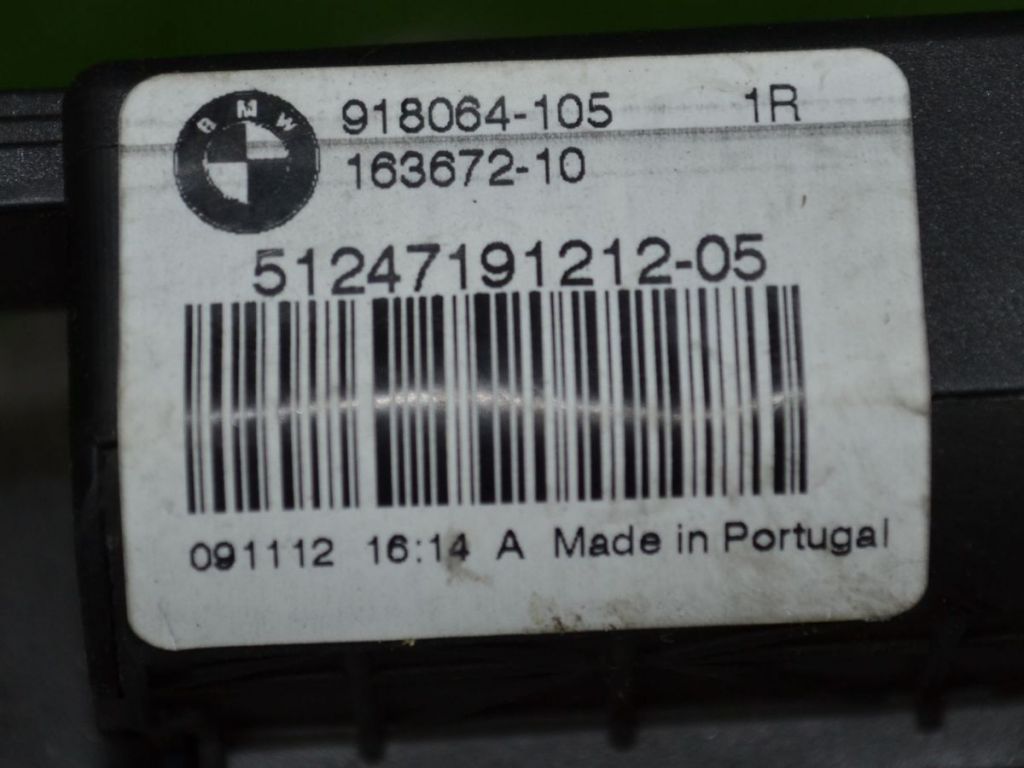 BMW
918064-105 1R
163672-10
51247191212-05
091112 16:14 A Made in Portugal